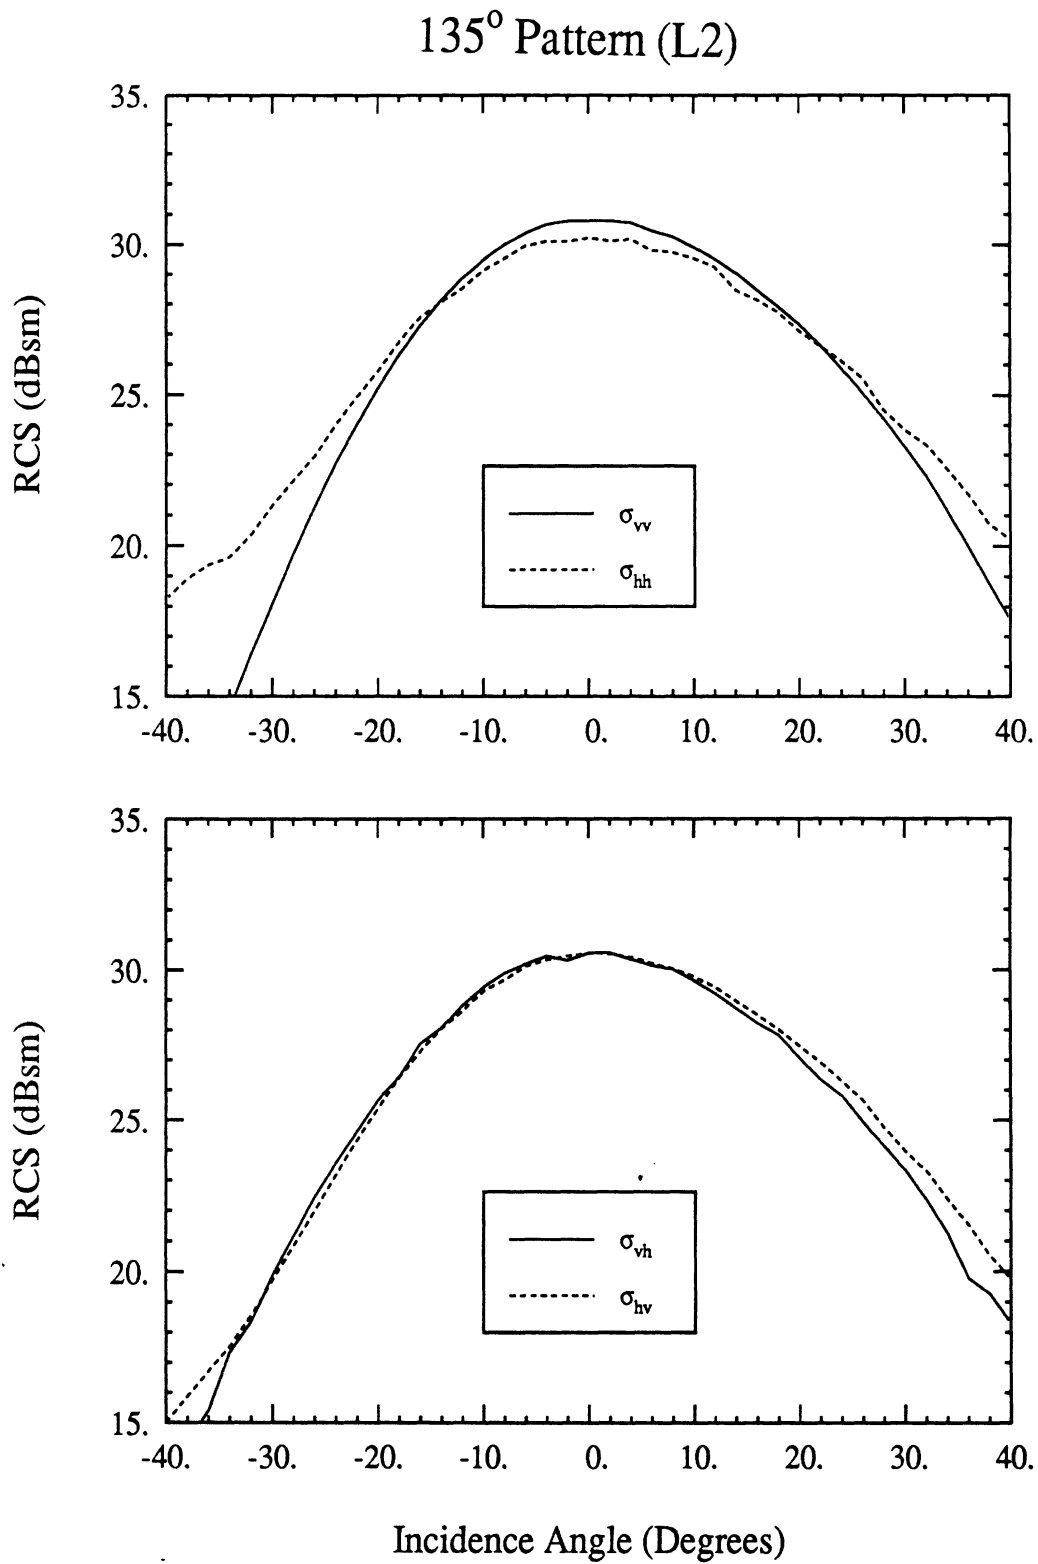 135° Pattern (L2)
35.
30.
25.
20.
15.
RCS (dBsm)
σvv
σhh
-40. -30. -20. -10. 0. 10. 20. 30. 40.
35.
30.
25.
20.
15.
RCS (dBsm)
σvh
σhv
-40. -30. -20. -10. 0. 10. 20. 30. 40.
Incidence Angle (Degrees)